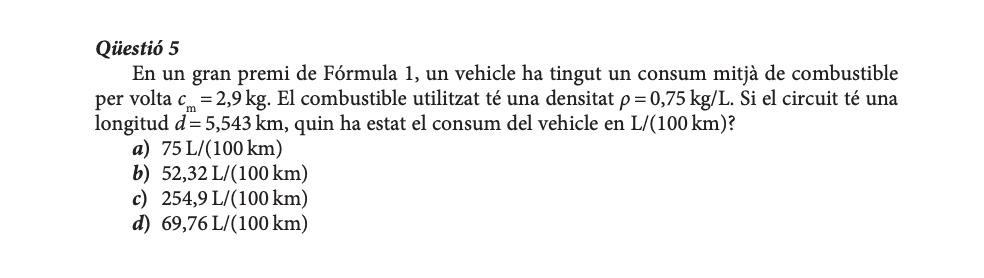 Qüestió 5
En un gran premi de Fórmula 1, un vehicle ha tingut un consum mitjà de combustible
per volta cm = 2,9 kg. El combustible utilitzat té una densitat ρ = 0,75 kg/L. Si el circuit té una
longitud d = 5,543 km, quin ha estat el consum del vehicle en L/(100 km)?
a) 75 L/(100 km)
b) 52,32 L/(100 km)
c) 254,9 L/(100 km)
d) 69,76 L/(100 km)